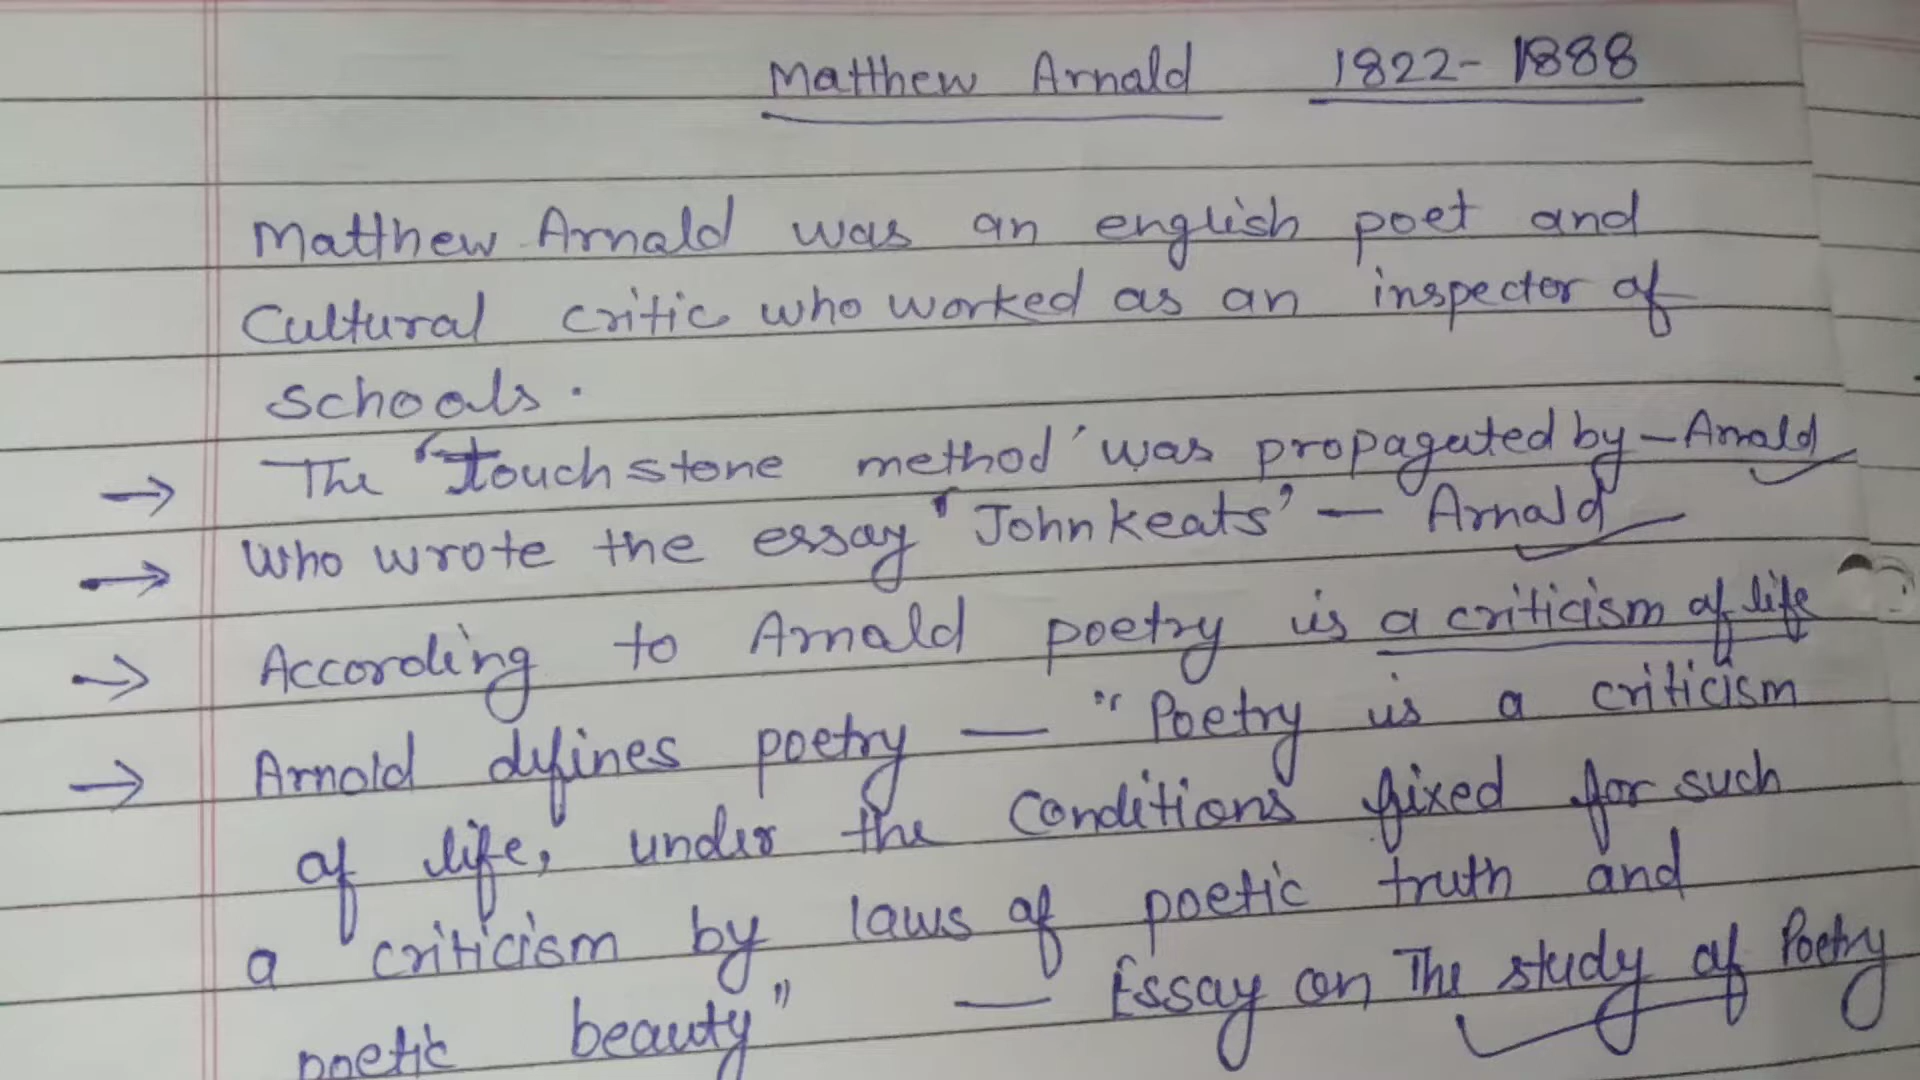 Matthew Arnald 1822-1888
Matthew Arnald was an english poet and
Cultural critic who worked as an inspector of
schools.
→ The 'Touchstone method' was propagated by - Arnald
→ Who wrote the essay 'John keats' - Arnald
→ According to Arnald poetry is a criticism of life
→ Arnold defines poetry - "Poetry is a criticism
of life, under the conditions fixed for such
a criticism by laws of poetic truth and
poetic beauty" - Essay on The study of Poetry